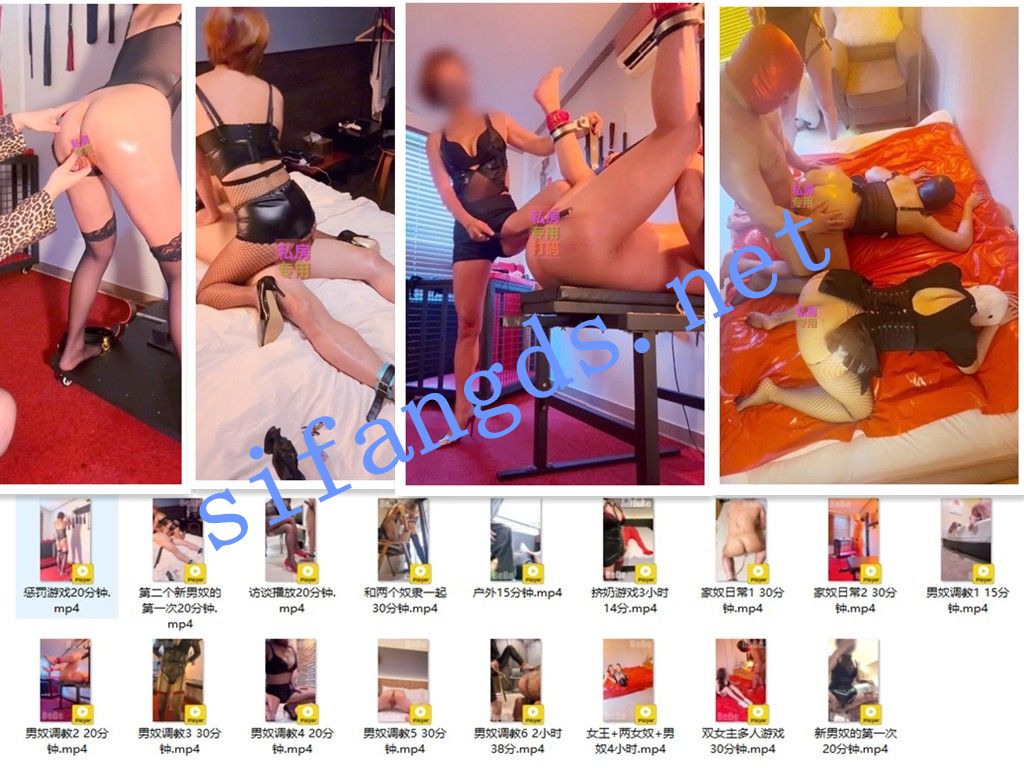 私房
专用
私房
专用
私房
专用
打码
私房
专用
私房
专用
sifangds.net
惩罚游戏20分钟.
mp4
第二个新男奴的
第一次20分钟.
mp4
访谈播放20分钟.
mp4
和两个奴隶一起
30分钟.mp4
户外15分钟.mp4
挤奶游戏3小时
14分.mp4
家奴日常1 30分
钟.mp4
家奴日常2 30分
钟.mp4
男奴调教1 15分
钟.mp4
男奴调教2 20分
钟.mp4
男奴调教3 30分
钟.mp4
男奴调教4 20分
钟.mp4
男奴调教5 30分
钟.mp4
男奴调教6 2小时
38分.mp4
女王+两女奴+男
奴4小时.mp4
双女主多人游戏
30分钟.mp4
新男奴的第一次
20分钟.mp4